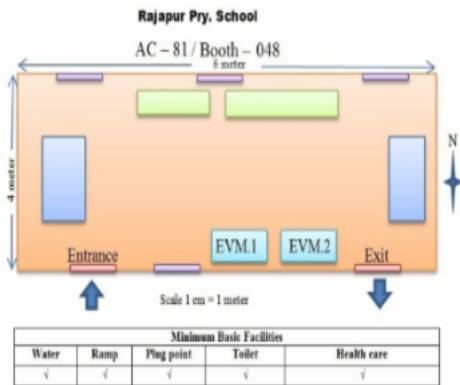 Rajapur Pry. School
AC – 81 / Booth – 048
6 meter
4 meter
N
EVM.1 EVM.2
Entrance Exit
Scale 1 cm = 1 meter
Minimum Basic Facilities
Water Ramp Plug point Toilet Health care
√ √ √ √ √